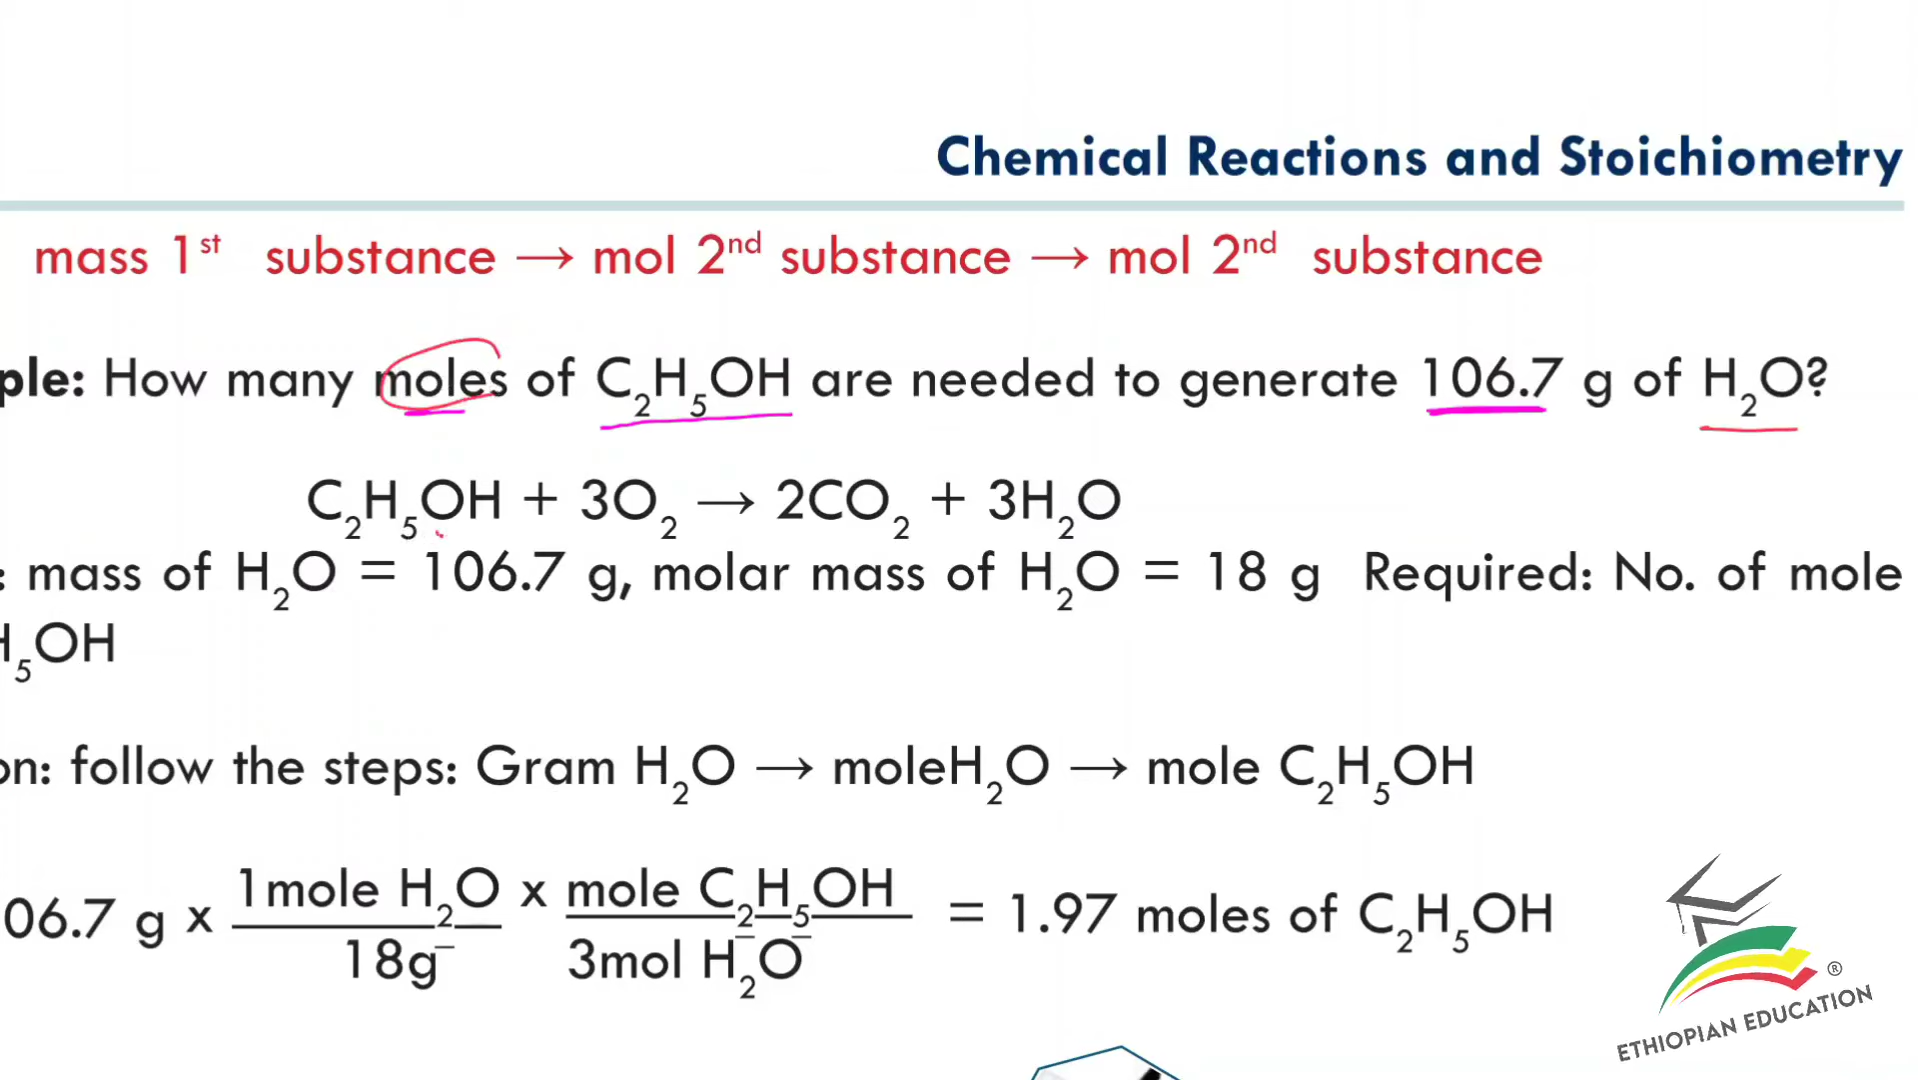 Chemical Reactions and Stoichiometry
mass 1st substance → mol 2nd substance → mol 2nd substance
ple: How many moles of C2H5OH are needed to generate 106.7 g of H2O?
C2H5OH + 3O2 → 2CO2 + 3H2O
: mass of H2O = 106.7 g, molar mass of H2O = 18 g Required: No. of mole
H5OH
on: follow the steps: Gram H2O → moleH2O → mole C2H5OH
06.7 g x 1mole H2O / 18g x mole C2H5OH / 3mol H2O = 1.97 moles of C2H5OH
®
ETHIOPIAN EDUCATION